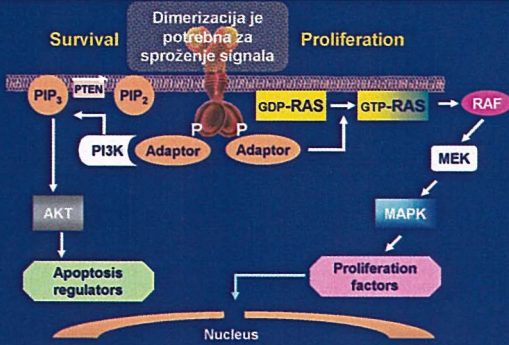 Dimerizacija je
potrebna za
sproženje signala
Survival
Proliferation
PIP3
PTEN
PIP2
GDP-RAS
GTP-RAS
RAF
P
P
PI3K
Adaptor
Adaptor
MEK
AKT
MAPK
Apoptosis
regulators
Proliferation
factors
Nucleus